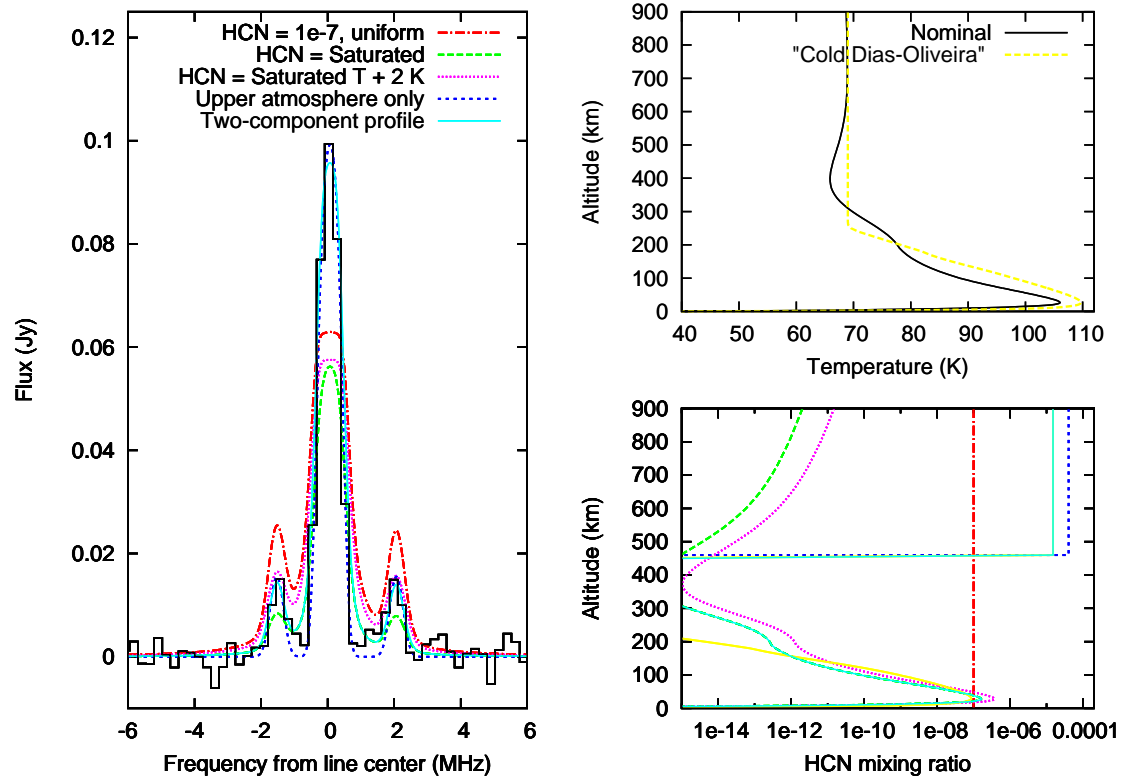 0.12
0.1
0.08
0.06
0.04
0.02
0
-6
-4
-2
0
2
4
6
Flux (Jy)
Frequency from line center (MHz)
HCN = 1e-7, uniform
HCN = Saturated
HCN = Saturated T + 2 K
Upper atmosphere only
Two-component profile
900
800
700
600
500
400
300
200
100
0
40
50
60
70
80
90
100
110
Altitude (km)
Temperature (K)
Nominal
"Cold Dias-Oliveira"
900
800
700
600
500
400
300
200
100
0
1e-14
1e-12
1e-10
1e-08
1e-06
0.0001
Altitude (km)
HCN mixing ratio